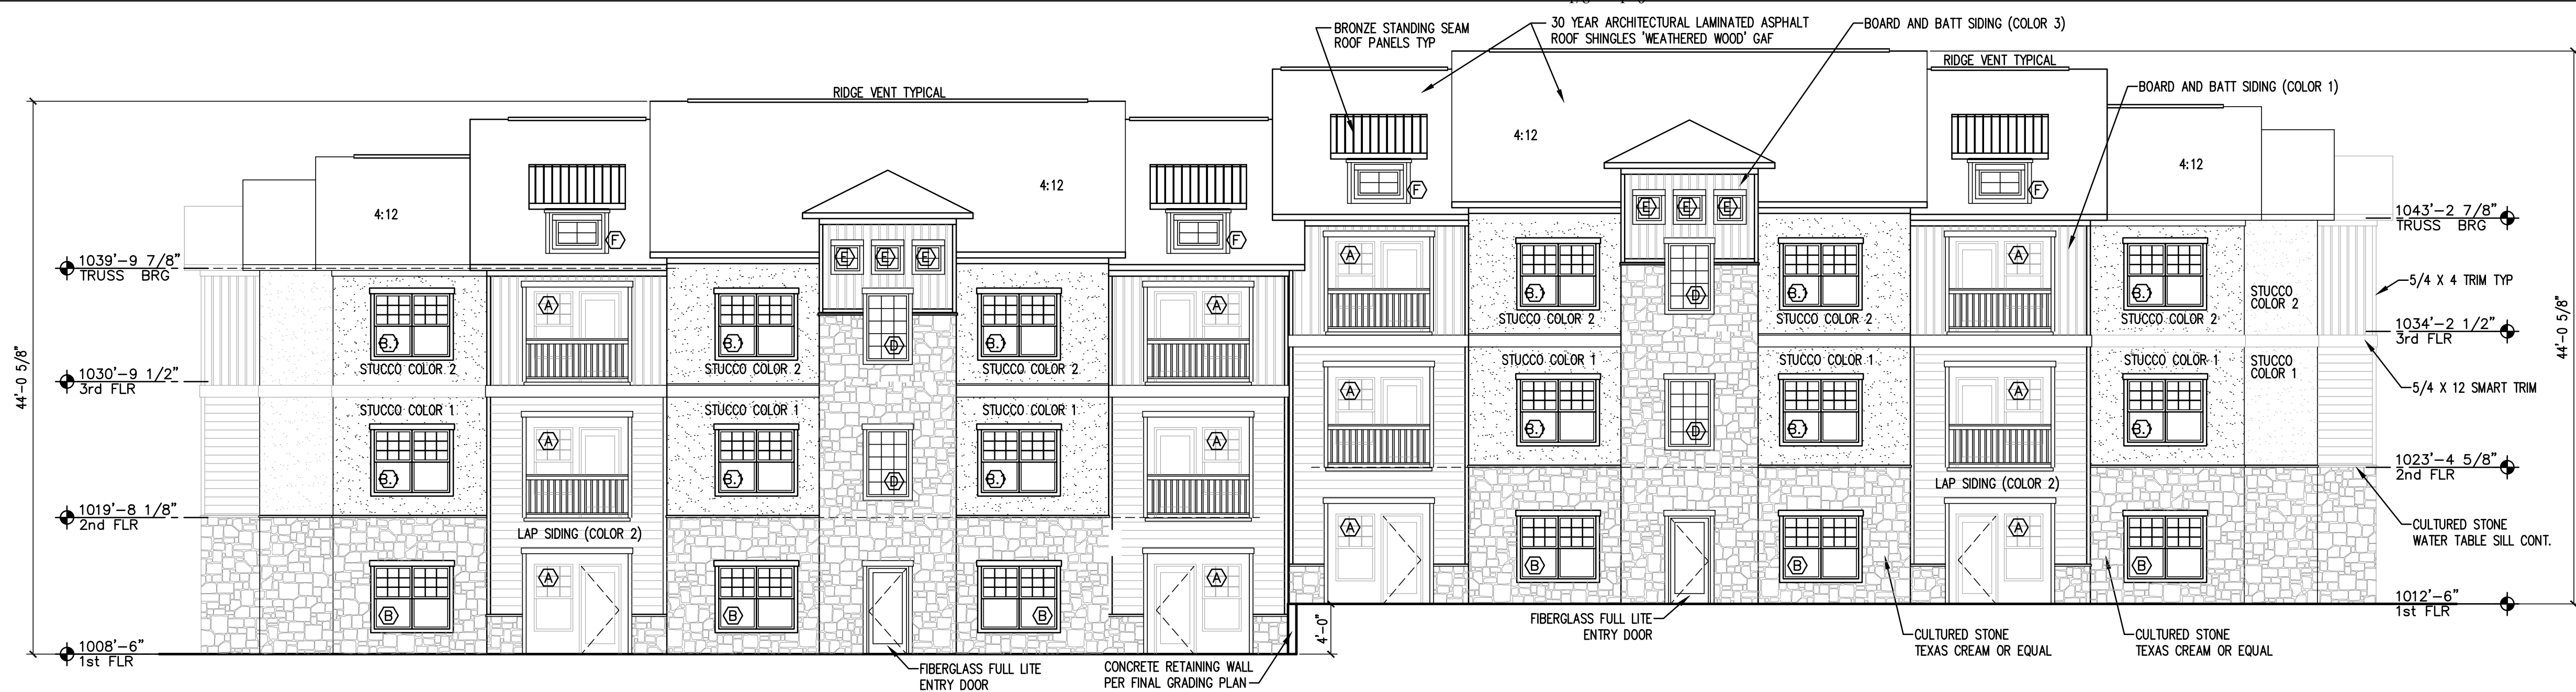 BRONZE STANDING SEAM
ROOF PANELS TYP
30 YEAR ARCHITECTURAL LAMINATED ASPHALT
ROOF SHINGLES 'WEATHERED WOOD' GAF
BOARD AND BATT SIDING (COLOR 3)
RIDGE VENT TYPICAL
RIDGE VENT TYPICAL
BOARD AND BATT SIDING (COLOR 1)
4:12
4:12
4:12
4:12
F
F
F
F
E E E
E E E
1039'-9 7/8"
TRUSS BRG
1043'-2 7/8"
TRUSS BRG
A
A
A
A
B.
B.
B.
B.
B.
B.
D
D
STUCCO COLOR 2
STUCCO COLOR 2
STUCCO COLOR 2
STUCCO COLOR 2
STUCCO COLOR 2
STUCCO COLOR 2
STUCCO
COLOR 2
5/4 X 4 TRIM TYP
1030'-9 1/2"
3rd FLR
1034'-2 1/2"
3rd FLR
44'-0 5/8"
44'-0 5/8"
STUCCO COLOR 1
STUCCO COLOR 1
STUCCO COLOR 1
STUCCO COLOR 1
STUCCO COLOR 1
STUCCO COLOR 1
STUCCO
COLOR 1
5/4 X 12 SMART TRIM
A
A
A
A
B.
B.
B.
B.
B.
B.
D
D
1019'-8 1/8"
2nd FLR
1023'-4 5/8"
2nd FLR
LAP SIDING (COLOR 2)
LAP SIDING (COLOR 2)
CULTURED STONE
WATER TABLE SILL CONT.
A
A
A
A
B
B
B
B
B
B
1008'-6"
1st FLR
1012'-6"
1st FLR
4'-0"
FIBERGLASS FULL LITE
ENTRY DOOR
CONCRETE RETAINING WALL
PER FINAL GRADING PLAN
FIBERGLASS FULL LITE
ENTRY DOOR
CULTURED STONE
TEXAS CREAM OR EQUAL
CULTURED STONE
TEXAS CREAM OR EQUAL